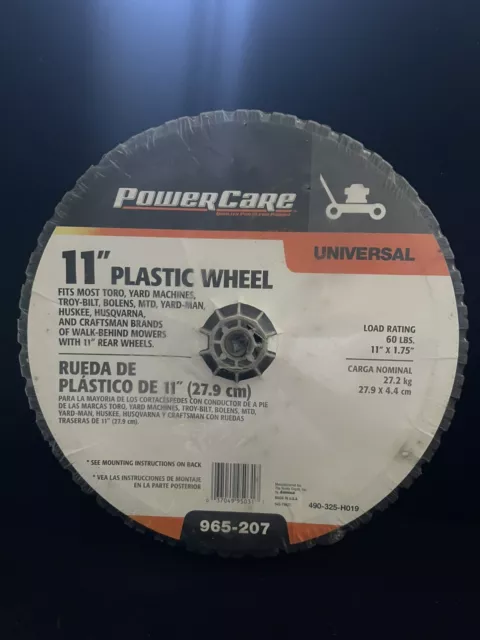 POWERCARE
UNIVERSAL
11" PLASTIC WHEEL
FITS MOST TORO, YARD MACHINES,
TROY-BILT, BOLENS, MTD, YARD-MAN,
HUSKEE, HUSQVARNA,
AND CRAFTSMAN BRANDS
OF WALK-BEHIND MOWERS
WITH 11" REAR WHEELS.
LOAD RATING
60 LBS.
11" X 1.75"
RUEDA DE
PLÁSTICO DE 11" (27.9 cm)
CARGA NOMINAL
27.2 kg
27.9 X 4.4 cm
PARA LA MAYORIA DE LOS CORTACESPEDES CON CONDUCTOR DE A PIE
DE LAS MARCAS TORO, YARD MACHINES, TROY-BILT, BOLENS, MTD,
YARD-MAN, HUSKEE, HUSQVARNA Y CRAFTSMAN CON RUEDAS
TRASERAS DE 11" (27.9 cm).
* SEE MOUNTING INSTRUCTIONS ON BACK
* VEA LAS INSTRUCCIONES DE MONTAJE
EN LA PARTE POSTERIOR
490-325-H019
965-207